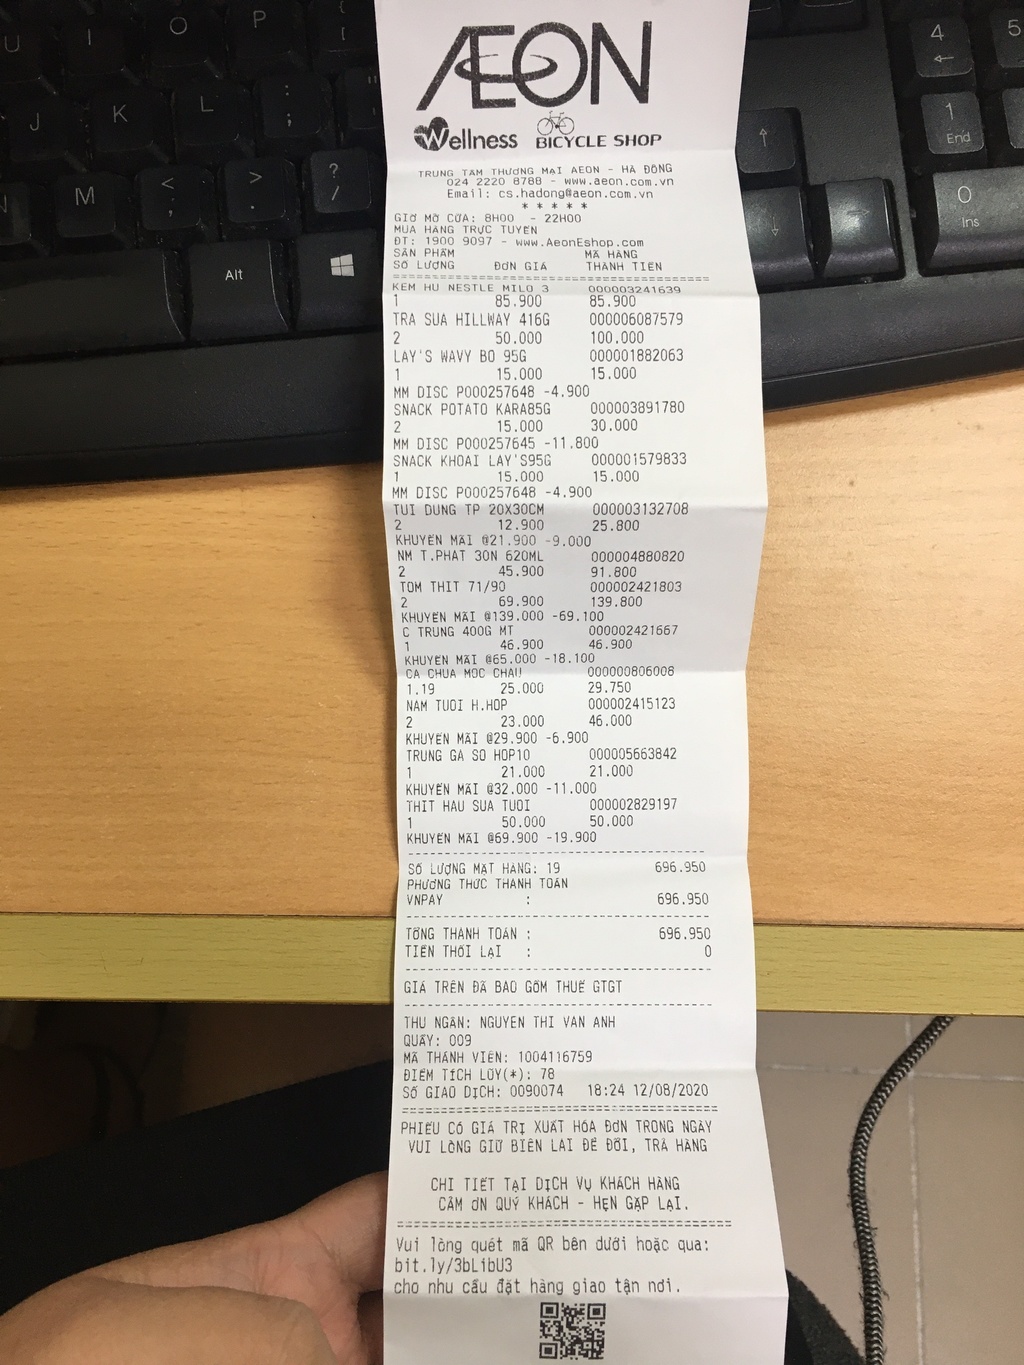 ÆON
Wellness BICYCLE SHOP
TRUNG TÂM THƯƠNG MẠI AEON - HÀ ĐÔNG
024 2220 8788 - www.aeon.com.vn
Email: cs.hadong@aeon.com.vn
* * * * *
GIỜ MỞ CỬA: 8H00 - 22H00
MUA HÀNG TRỰC TUYẾN
ĐT: 1900 9097 - www.AeonEshop.com
SẢN PHẨM MÃ HÀNG
SỐ LƯỢNG ĐƠN GIÁ THÀNH TIỀN
KEM HU NESTLE MILO 3 000003241639
1 85.900 85.900
TRA SUA HILLWAY 416G 000006087579
2 50.000 100.000
LAY'S WAVY BO 95G 000001882063
1 15.000 15.000
MM DISC P000257648 -4.900
SNACK POTATO KARA85G 000003891780
2 15.000 30.000
MM DISC P000257645 -11.800
SNACK KHOAI LAY'S95G 000001579833
1 15.000 15.000
MM DISC P000257648 -4.900
TUI DUNG TP 20X30CM 000003132708
2 12.900 25.800
KHUYẾN MÃI @21.900 -9.000
NM T.PHAT 30N 620ML 000004880820
2 45.900 91.800
TOM THIT 71/90 000002421803
2 69.900 139.800
KHUYẾN MÃI @139.000 -69.100
C TRUNG 400G MT 000002421667
1 46.900 46.900
KHUYẾN MÃI @65.000 -18.100
CA CHUA MOC CHAU 000000806008
1.19 25.000 29.750
NAM TUOI H.HOP 000002415123
2 23.000 46.000
KHUYẾN MÃI @29.900 -6.900
TRUNG GA SO HOP10 000005663842
1 21.000 21.000
KHUYẾN MÃI @32.000 -11.000
THIT HAU SUA TUOI 000002829197
1 50.000 50.000
KHUYẾN MÃI @69.900 -19.900
SỐ LƯỢNG MẶT HÀNG: 19 696.950
PHƯƠNG THỨC THANH TOÁN
VNPAY : 696.950
TỔNG THANH TOÁN : 696.950
TIỀN THỐI LẠI : 0
GIÁ TRÊN ĐÃ BAO GỒM THUẾ GTGT
THU NGÂN: NGUYEN THI VAN ANH
QUẦY: 009
MÃ THÀNH VIÊN: 1004116759
ĐIỂM TÍCH LŨY(*): 78
SỐ GIAO DỊCH: 0090074 18:24 12/08/2020
PHIẾU CÓ GIÁ TRỊ XUẤT HÓA ĐƠN TRONG NGÀY
VUI LÒNG GIỮ BIÊN LAI ĐỂ ĐỔI, TRẢ HÀNG
CHI TIẾT TẠI DỊCH VỤ KHÁCH HÀNG
CẢM ƠN QUÝ KHÁCH - HẸN GẶP LẠI.
Vui lòng quét mã QR bên dưới hoặc qua:
bit.ly/3bLibU3
cho nhu cầu đặt hàng giao tận nơi.
U
I
O
P
J
K
L
M
Alt
4
5
1
End
0
Ins